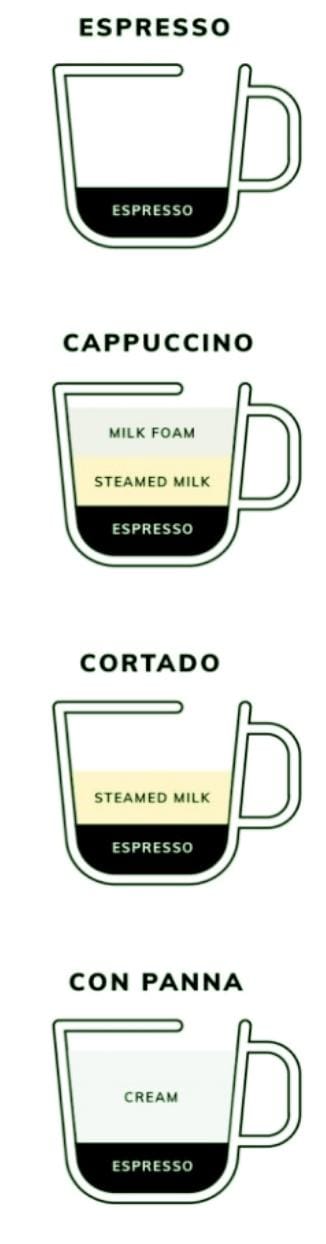 ESPRESSO
ESPRESSO
CAPPUCCINO
MILK FOAM
STEAMED MILK
ESPRESSO
CORTADO
STEAMED MILK
ESPRESSO
CON PANNA
CREAM
ESPRESSO